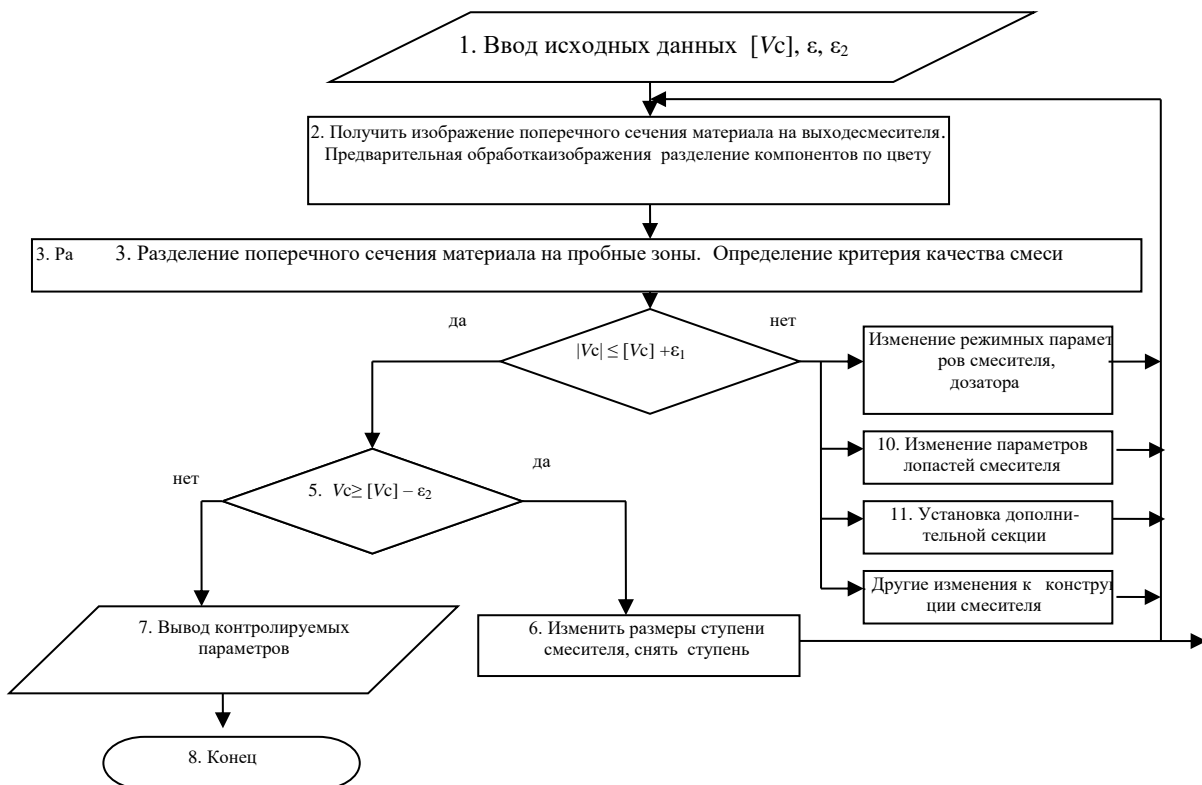 1. Ввод исходных данных [Vc], ε, ε₂
2. Получить изображение поперечного сечения материала на выходесмесителя.
Предварительная обработкаизображения разделение компонентов по цвету
3. Ра 3. Разделение поперечного сечения материала на пробные зоны. Определение критерия качества смеси
да
нет
|Vc| ≤ [Vc] +ε₁
Изменение режимных парамет
ров смесителя,
дозатора
10. Изменение параметров
лопастей смесителя
11. Установка дополни-
тельной секции
Другие изменения к конструк
ции смесителя
нет
да
5. Vc≥ [Vc] – ε₂
7. Вывод контролируемых
параметров
6. Изменить размеры ступени
смесителя, снять ступень
8. Конец